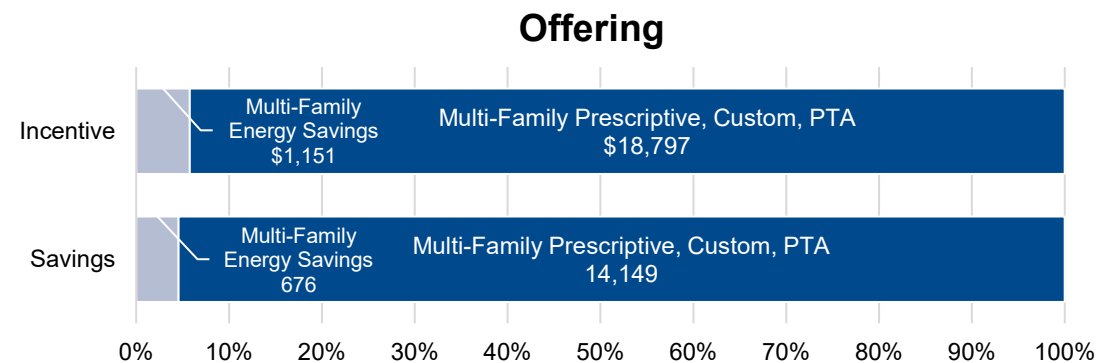 Offering
Incentive
Multi-Family
Energy Savings
$1,151
Multi-Family Prescriptive, Custom, PTA
$18,797
Savings
Multi-Family
Energy Savings
676
Multi-Family Prescriptive, Custom, PTA
14,149
0% 10% 20% 30% 40% 50% 60% 70% 80% 90% 100%